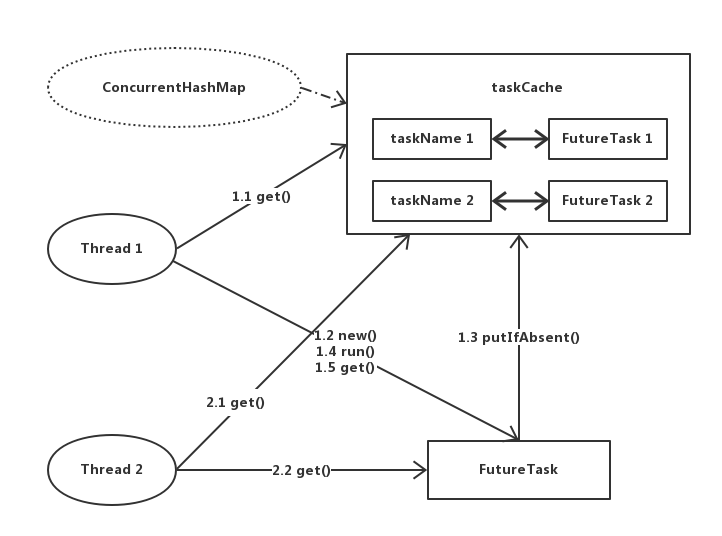 ConcurrentHashMap
taskCache
taskName 1
FutureTask 1
taskName 2
FutureTask 2
1.1 get()
Thread 1
1.2 new()
1.4 run()
1.5 get()
1.3 putIfAbsent()
2.1 get()
Thread 2
2.2 get()
FutureTask